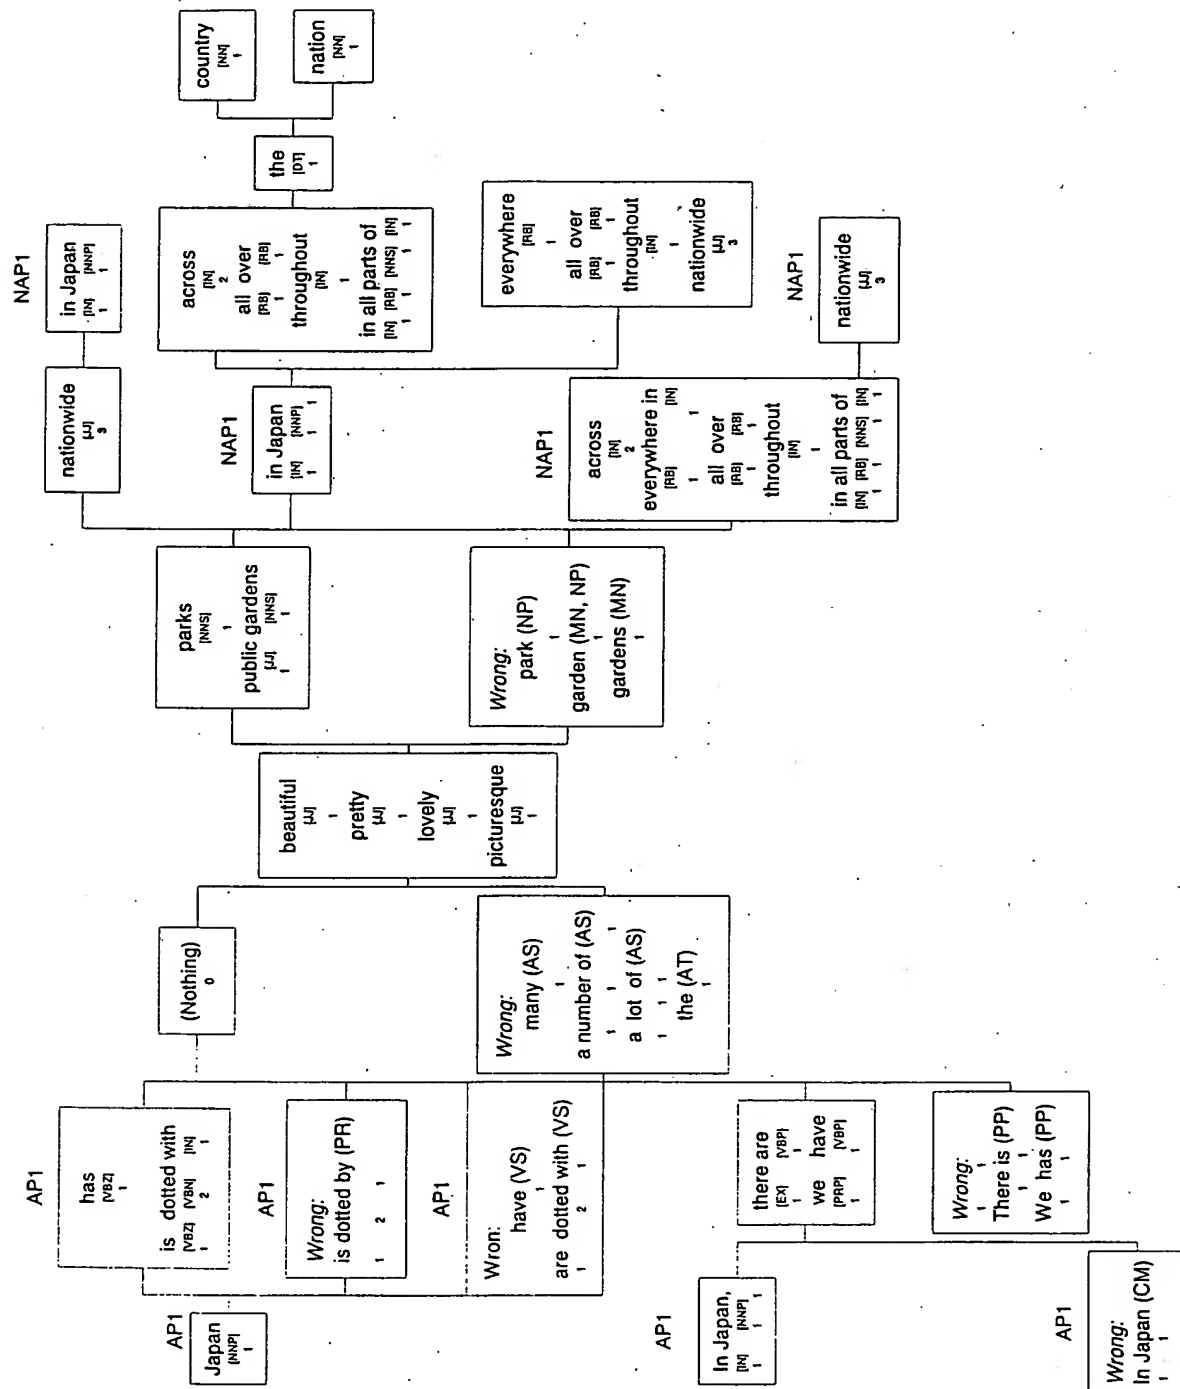 AP1
Japan
[NNP]
1
AP1
has
[VBZ]
1
is dotted with
[VBZ] [VBN] [IN]
1 2 1
AP1
Wrong:
is dotted by (PR)
1 2 1
AP1
Wron:
have (VS)
1
are dotted with (VS)
1 2 1
AP1
In Japan,
[IN] [NNP]
1 1 1
AP1
Wrong:
In Japan (CM)
1 1
there are
[EX] [VBP]
1 1
we have
[PRP] [VBP]
1 1
Wrong:
1 1
There is (PP)
1 1
We has (PP)
1 1
(Nothing)
0
Wrong:
many (AS)
1
a number of (AS)
1 1 1
a lot of (AS)
1 1 1
the (AT)
1
beautiful
[JJ]
1
pretty
[JJ]
1
lovely
[JJ]
1
picturesque
[JJ]
1
parks
[NNS]
1
public gardens
[JJ] [NNS]
1 1
Wrong:
park (NP)
1
garden (MN, NP)
1
gardens (MN)
1
nationwide
[JJ]
3
NAP1
in Japan
[IN] [NNP]
1 1
NAP1
in Japan
[IN] [NNP]
1 1 1
across
[IN]
2
all over
[RB] [RB]
1 1
throughout
[IN]
1
in all parts of
[IN] [RB] [NNS] [IN]
1 1 1 1
the
[DT]
1
country
[NN]
1
nation
[NN]
1
everywhere
[RB]
1
all over
[RB] [RB]
1 1
throughout
[IN]
1
nationwide
[JJ]
3
NAP1
across
[IN]
2
everywhere in
[RB] [IN]
1 1
all over
[RB] [RB]
1 1
throughout
[IN]
1
in all parts of
[IN] [RB] [NNS] [IN]
1 1 1 1
NAP1
nationwide
[JJ]
3